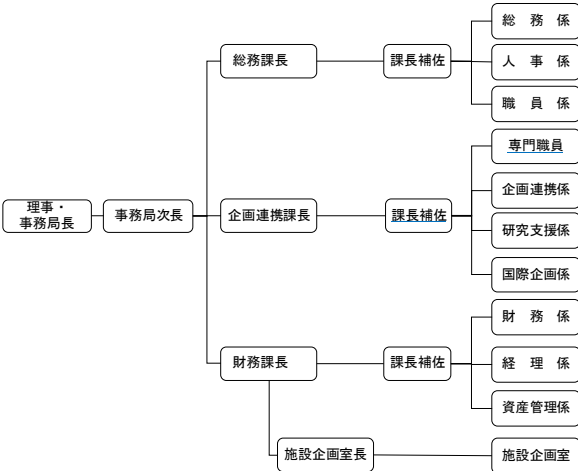 総　務　係
総務課長
課長補佐
人　事　係
職　員　係
専門職員
企画連携係
理事・
事務局長
事務局次長
企画連携課長
課長補佐
研究支援係
国際企画係
財　務　係
財務課長
課長補佐
経　理　係
資産管理係
施設企画室長
施設企画室